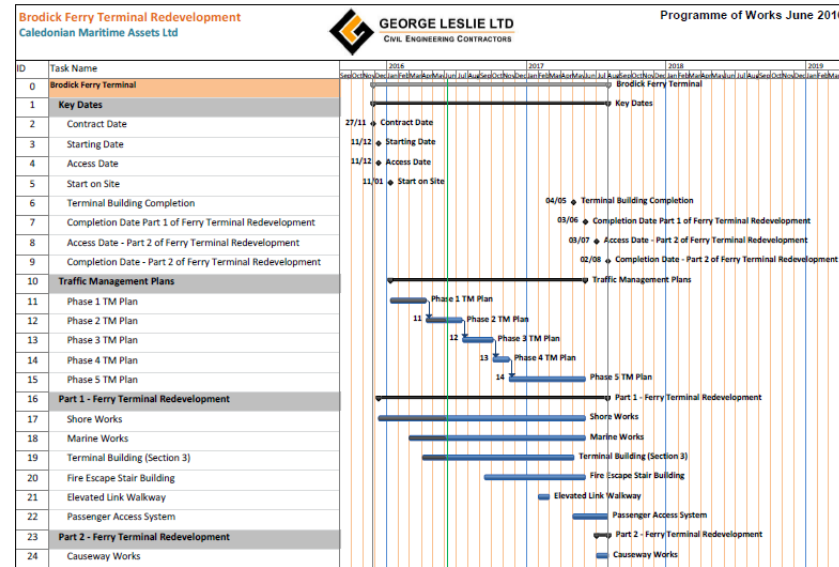 Brodick Ferry Terminal Redevelopment
Caledonian Maritime Assets Ltd
GEORGE LESLIE LTD
CIVIL ENGINEERING CONTRACTORS
Programme of Works June 201
ID Task Name 2016 2017 2018 2019
0 Brodick Ferry Terminal Brodick Ferry Terminal
1 Key Dates Key Dates
2 Contract Date 27/11 Contract Date
3 Starting Date 11/12 Starting Date
4 Access Date 11/12 Access Date
5 Start on Site 11/01 Start on Site
6 Terminal Building Completion 04/05 Terminal Building Completion
7 Completion Date Part 1 of Ferry Terminal Redevelopment 03/06 Completion Date Part 1 of Ferry Terminal Redevelopment
8 Access Date - Part 2 of Ferry Terminal Redevelopment 03/07 Access Date - Part 2 of Ferry Terminal Redevelopment
9 Completion Date - Part 2 of Ferry Terminal Redevelopment 02/08 Completion Date - Part 2 of Ferry Terminal Redevelopment
10 Traffic Management Plans Traffic Management Plans
11 Phase 1 TM Plan Phase 1 TM Plan
12 Phase 2 TM Plan 11 Phase 2 TM Plan
13 Phase 3 TM Plan 12 Phase 3 TM Plan
14 Phase 4 TM Plan 13 Phase 4 TM Plan
15 Phase 5 TM Plan 14 Phase 5 TM Plan
16 Part 1 - Ferry Terminal Redevelopment Part 1 - Ferry Terminal Redevelopment
17 Shore Works Shore Works
18 Marine Works Marine Works
19 Terminal Building (Section 3) Terminal Building (Section 3)
20 Fire Escape Stair Building Fire Escape Stair Building
21 Elevated Link Walkway Elevated Link Walkway
22 Passenger Access System Passenger Access System
23 Part 2 - Ferry Terminal Redevelopment Part 2 - Ferry Terminal Redevelopment
24 Causeway Works Causeway Works